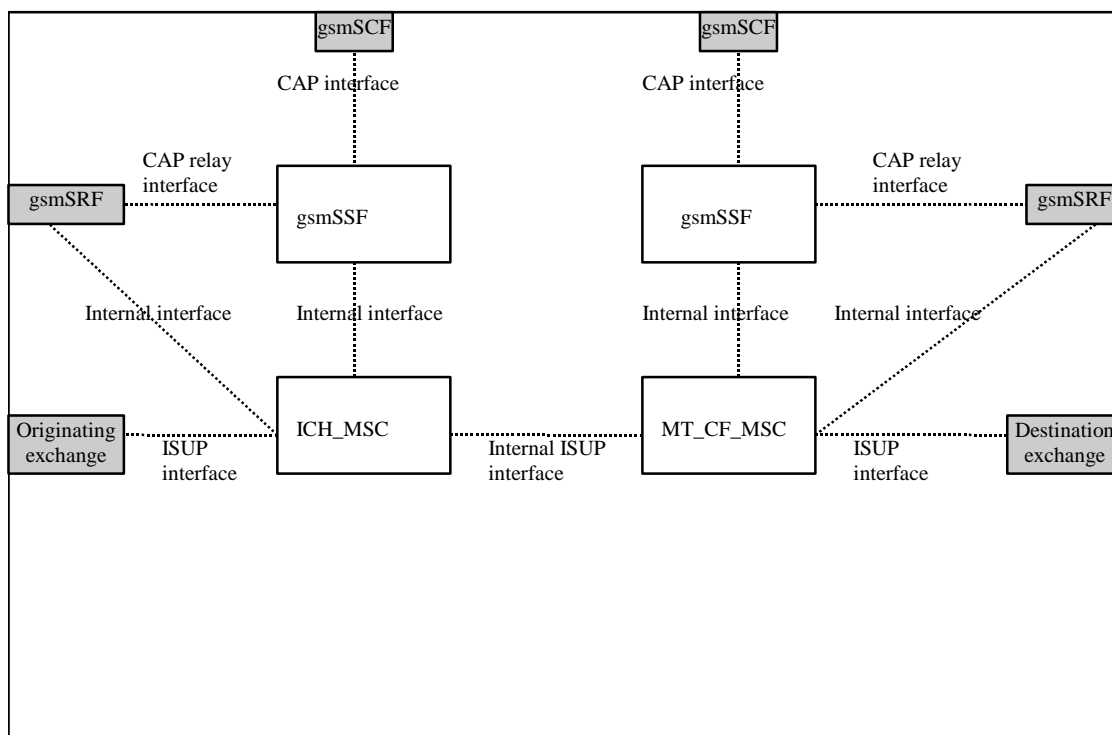 gsmSCF
gsmSCF
CAP interface
CAP interface
CAP relay
interface
CAP relay
interface
gsmSRF
gsmSSF
gsmSSF
gsmSRF
Internal interface
Internal interface
Internal interface
Internal interface
Originating
exchange
ICH_MSC
MT_CF_MSC
Destination
exchange
ISUP
interface
Internal ISUP
interface
ISUP
interface